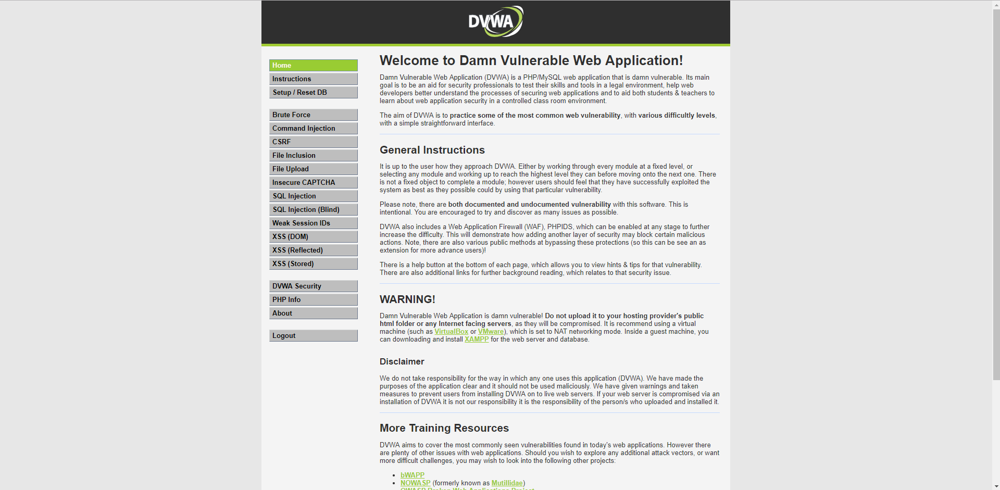 DVWA
Home
Instructions
Setup / Reset DB
Brute Force
Command Injection
CSRF
File Inclusion
File Upload
Insecure CAPTCHA
SQL Injection
SQL Injection (Blind)
Weak Session IDs
XSS (DOM)
XSS (Reflected)
XSS (Stored)
DVWA Security
PHP Info
About
Logout
Welcome to Damn Vulnerable Web Application!
Damn Vulnerable Web Application (DVWA) is a PHP/MySQL web application that is damn vulnerable. Its main
goal is to be an aid for security professionals to test their skills and tools in a legal environment, help web
developers better understand the processes of securing web applications and to aid both students & teachers to
learn about web application security in a controlled class room environment.
The aim of DVWA is to practice some of the most common web vulnerability, with various difficultly levels,
with a simple straightforward interface.
General Instructions
It is up to the user how they approach DVWA. Either by working through every module at a fixed level, or
selecting any module and working up to reach the highest level they can before moving onto the next one. There
is not a fixed object to complete a module; however users should feel that they have successfully exploited the
system as best as they possible could by using that particular vulnerability.
Please note, there are both documented and undocumented vulnerability with this software. This is
intentional. You are encouraged to try and discover as many issues as possible.
DVWA also includes a Web Application Firewall (WAF), PHPIDS, which can be enabled at any stage to further
increase the difficulty. This will demonstrate how adding another layer of security may block certain malicious
actions. Note, there are also various public methods at bypassing these protections (so this can be see an as
extension for more advance users)!
There is a help button at the bottom of each page, which allows you to view hints & tips for that vulnerability.
There are also additional links for further background reading, which relates to that security issue.
WARNING!
Damn Vulnerable Web Application is damn vulnerable! Do not upload it to your hosting provider's public
html folder or any Internet facing servers, as they will be compromised. It is recommend using a virtual
machine (such as VirtualBox or VMware), which is set to NAT networking mode. Inside a guest machine, you
can downloading and install XAMPP for the web server and database.
Disclaimer
We do not take responsibility for the way in which any one uses this application (DVWA). We have made the
purposes of the application clear and it should not be used maliciously. We have given warnings and taken
measures to prevent users from installing DVWA on to live web servers. If your web server is compromised via an
installation of DVWA it is not our responsibility it is the responsibility of the person/s who uploaded and installed it.
More Training Resources
DVWA aims to cover the most commonly seen vulnerabilities found in today's web applications. However there
are plenty of other issues with web applications. Should you wish to explore any additional attack vectors, or want
more difficult challenges, you may wish to look into the following other projects:
bWAPP
NOWASP (formerly known as Mutillidae)
OWASP Broken Web Applications Project